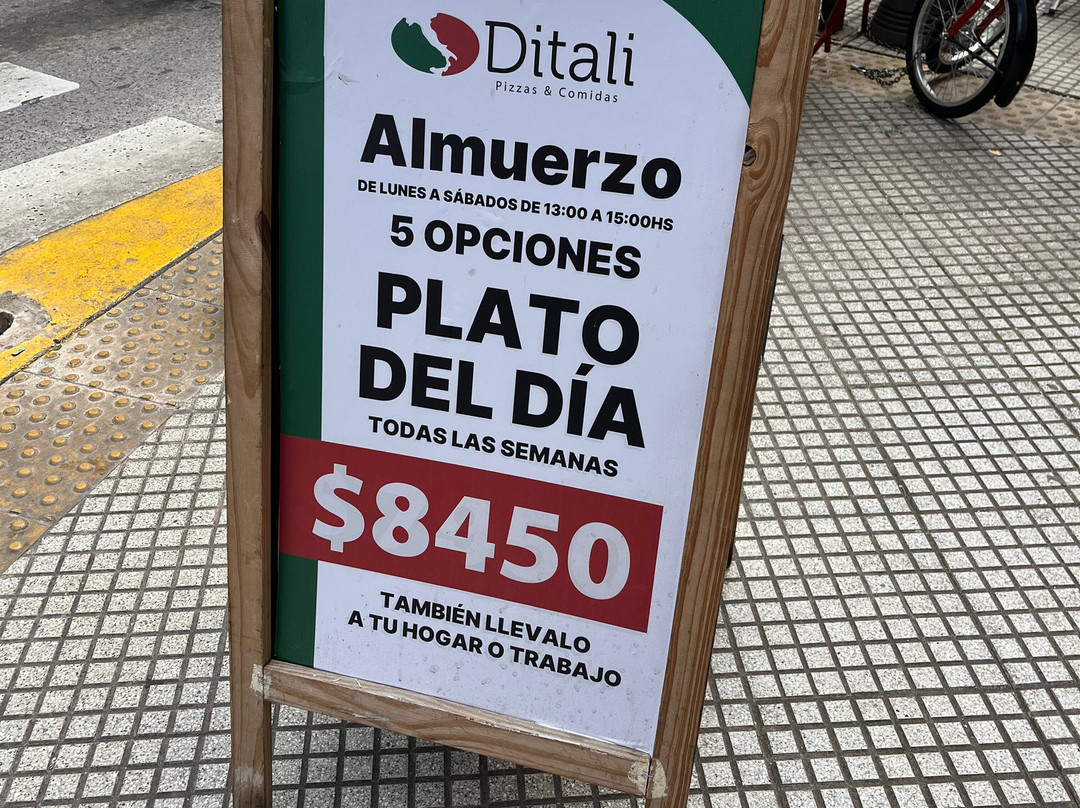 Ditali
Pizzas & Comidas
Almuerzo
DE LUNES A SÁBADOS DE 13:00 A 15:00HS
5 OPCIONES
PLATO
DEL DÍA
TODAS LAS SEMANAS
$8450
TAMBIÉN LLEVALO
A TU HOGAR O TRABAJO